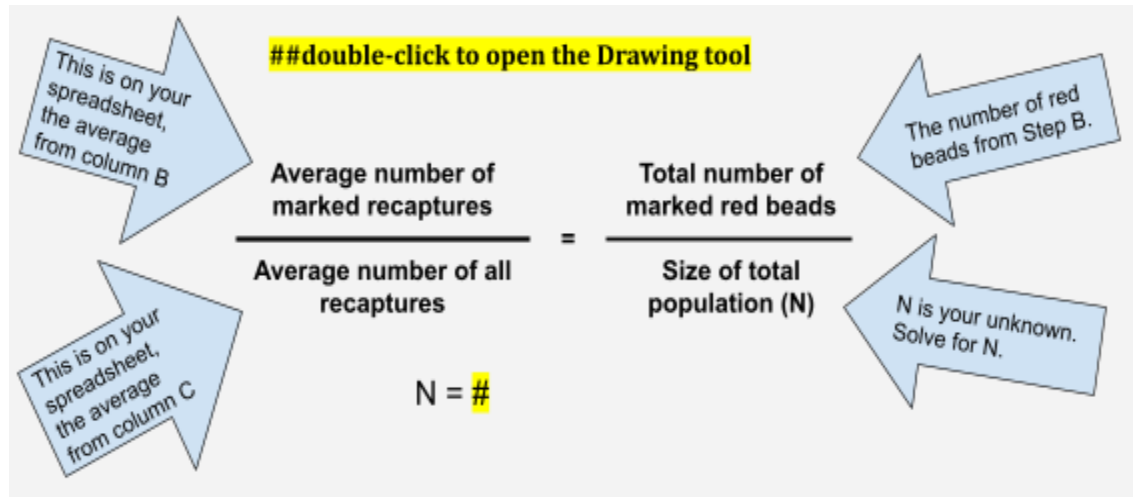 ##double-click to open the Drawing tool
This is on your
spreadsheet,
the average
from column B
The number of red
beads from Step B.
Average number of
marked recaptures
=
Total number of
marked red beads
Average number of all
recaptures
Size of total
population (N)
This is on your
spreadsheet,
the average
from column C
N is your unknown.
Solve for N.
N = #